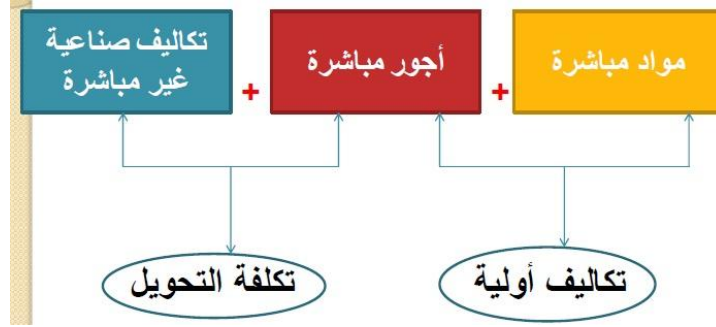 مواد مباشرة
+
أجور مباشرة
+
تكاليف صناعية
غير مباشرة
تكاليف أولية
تكلفة التحويل